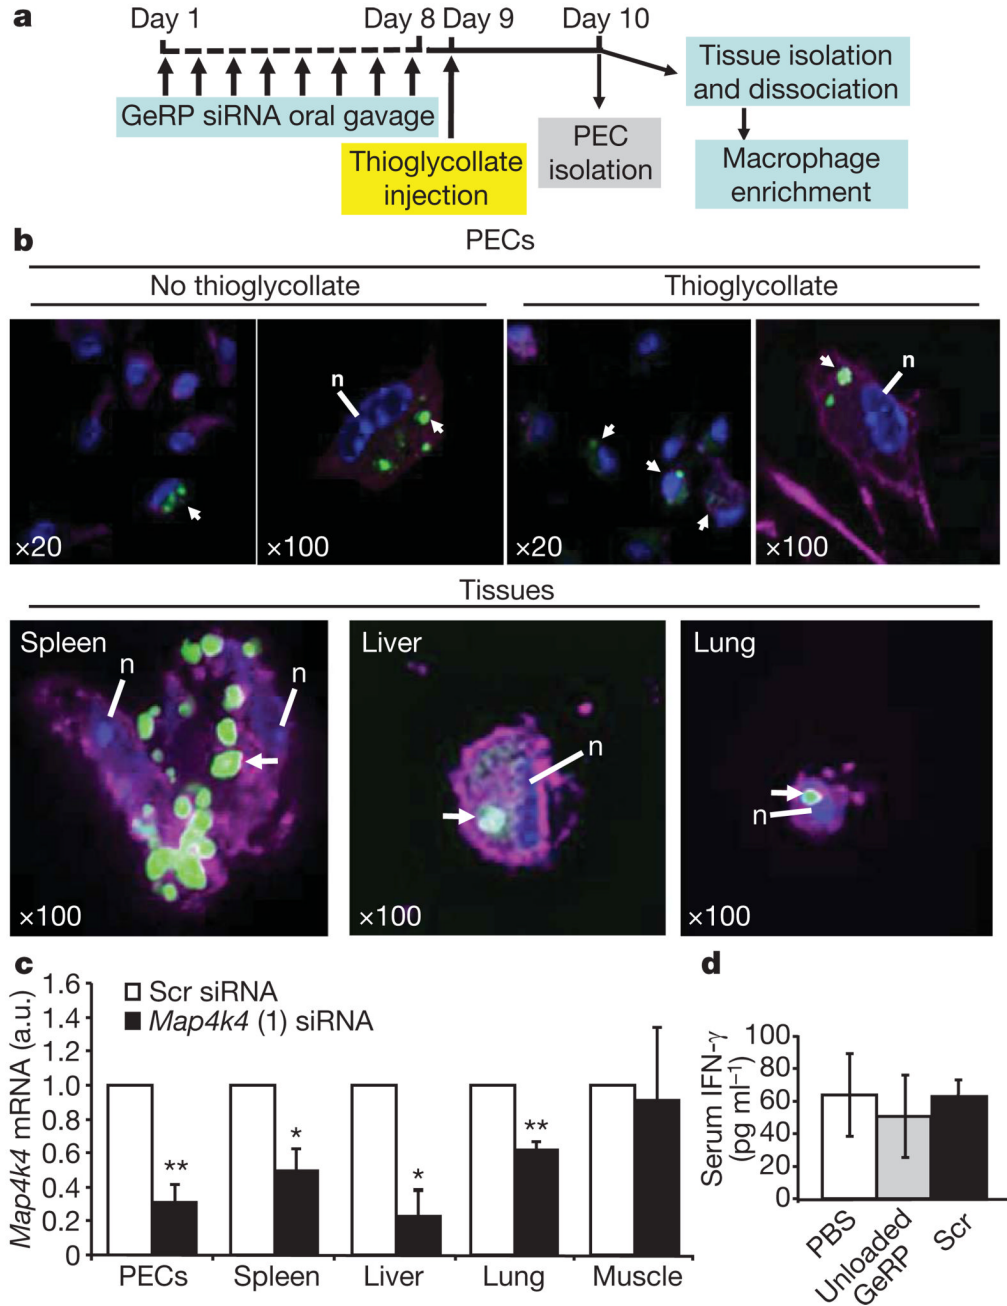 a
Day 1
Day 8 Day 9
Day 10
GeRP siRNA oral gavage
Thioglycollate
injection
PEC
isolation
Tissue isolation
and dissociation
Macrophage
enrichment
b
PECs
No thioglycollate
Thioglycollate
n
n
×20
×100
×20
×100
Tissues
Spleen
n
n
×100
Liver
n
×100
Lung
n
×100
c
Map4k4 mRNA (a.u.)
1.6
1.4
1.2
1.0
0.8
0.6
0.4
0.2
0
Scr siRNA
Map4k4 (1) siRNA
**
*
*
**
PECs
Spleen
Liver
Lung
Muscle
d
Serum IFN-γ
(pg ml⁻¹)
100
80
60
40
20
0
PBS
Unloaded
GeRP
Scr